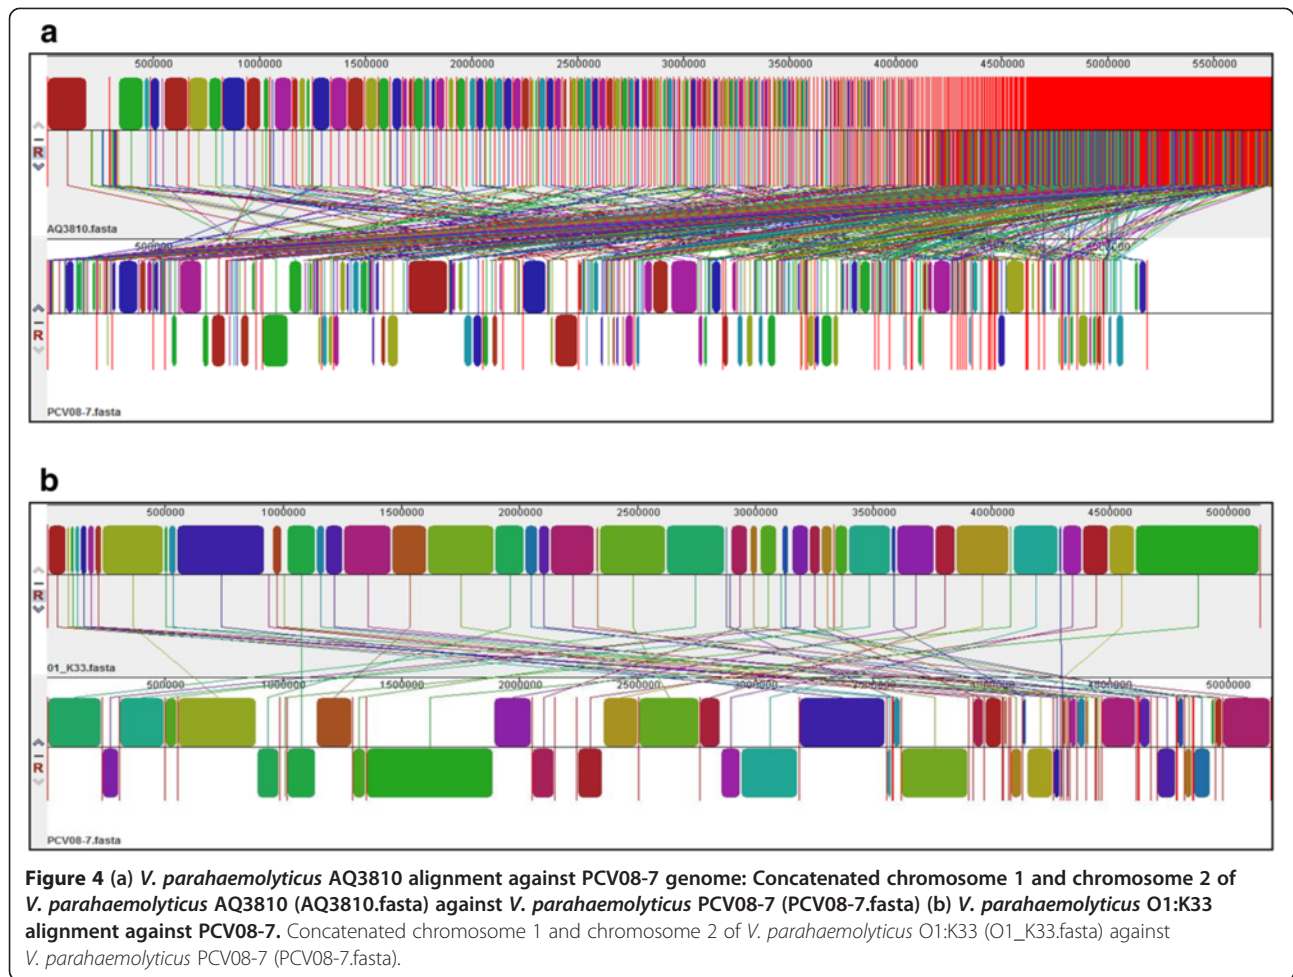 a
500000 1000000 1500000 2000000 2500000 3000000 3500000 4000000 4500000 5000000 5500000
R
AQ3810.fasta
500000
R
PCV08-7.fasta
b
500000 1000000 1500000 2000000 2500000 3000000 3500000 4000000 4500000 5000000
R
01_K33.fasta
500000 1000000 1500000 2000000 2500000 3000000 5000000
R
PCV08-7.fasta
Figure 4 (a) V. parahaemolyticus AQ3810 alignment against PCV08-7 genome: Concatenated chromosome 1 and chromosome 2 of
V. parahaemolyticus AQ3810 (AQ3810.fasta) against V. parahaemolyticus PCV08-7 (PCV08-7.fasta) (b) V. parahaemolyticus O1:K33
alignment against PCV08-7. Concatenated chromosome 1 and chromosome 2 of V. parahaemolyticus O1:K33 (O1_K33.fasta) against
V. parahaemolyticus PCV08-7 (PCV08-7.fasta).